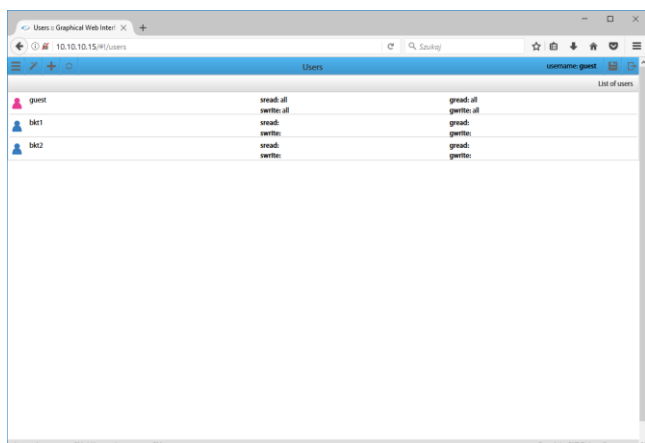 Users :: Graphical Web Interf
10.10.10.15/#!/users
Szukaj
Users
username: guest
List of users
guest
sread: all
gread: all
swrite: all
gwrite: all
bkt1
sread:
gread:
swrite:
gwrite:
bkt2
sread:
gread:
swrite:
gwrite: